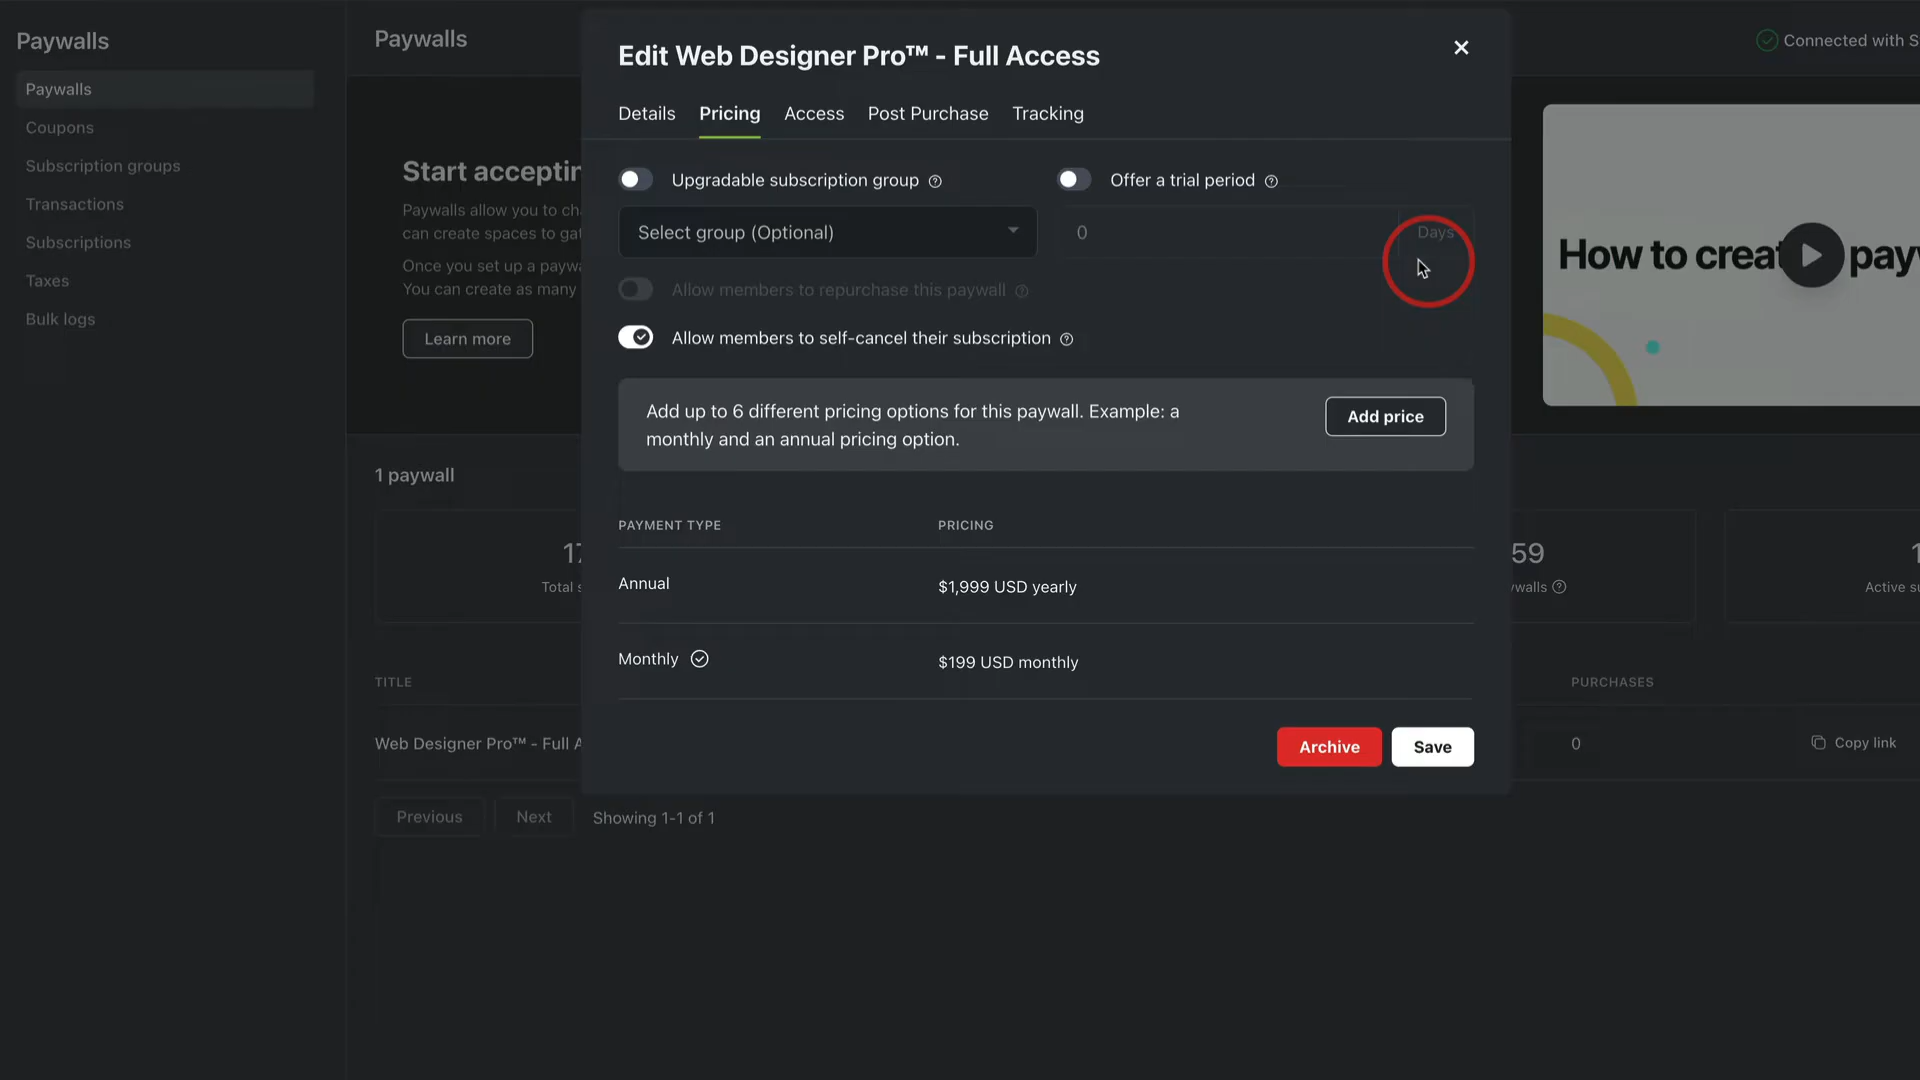 Paywalls
Paywalls
Coupons
Subscription groups
Transactions
Subscriptions
Taxes
Bulk logs
Paywalls
Connected with S
Start acceptin
Paywalls allow you to ch
can create spaces to gat
Once you set up a paywa
You can create as many
Learn more
How to creat payw
1 paywall
17
Total s
59
ywalls
1
Active su
TITLE
PURCHASES
Web Designer Pro™ - Full A
0
Copy link
Previous
Next
Showing 1-1 of 1
Edit Web Designer Pro™ - Full Access
Details
Pricing
Access
Post Purchase
Tracking
Upgradable subscription group
Offer a trial period
Select group (Optional)
0
Days
Allow members to repurchase this paywall
Allow members to self-cancel their subscription
Add up to 6 different pricing options for this paywall. Example: a
monthly and an annual pricing option.
Add price
PAYMENT TYPE
PRICING
Annual
$1,999 USD yearly
Monthly
$199 USD monthly
Archive
Save